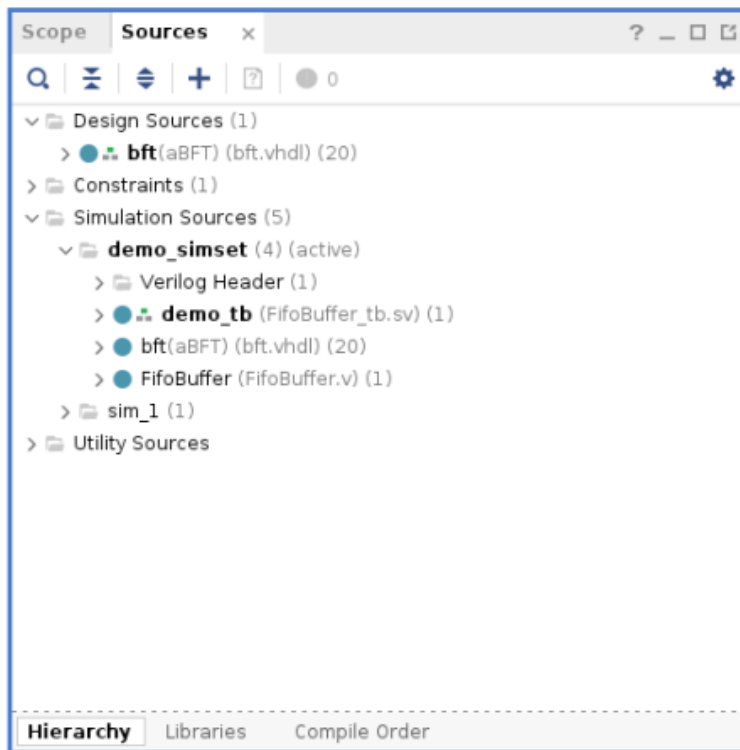 Scope Sources × ? _
0
Design Sources (1)
bft(aBFT) (bft.vhdl) (20)
Constraints (1)
Simulation Sources (5)
demo_simset (4) (active)
Verilog Header (1)
demo_tb (FifoBuffer_tb.sv) (1)
bft(aBFT) (bft.vhdl) (20)
FifoBuffer (FifoBuffer.v) (1)
sim_1 (1)
Utility Sources
Hierarchy Libraries Compile Order